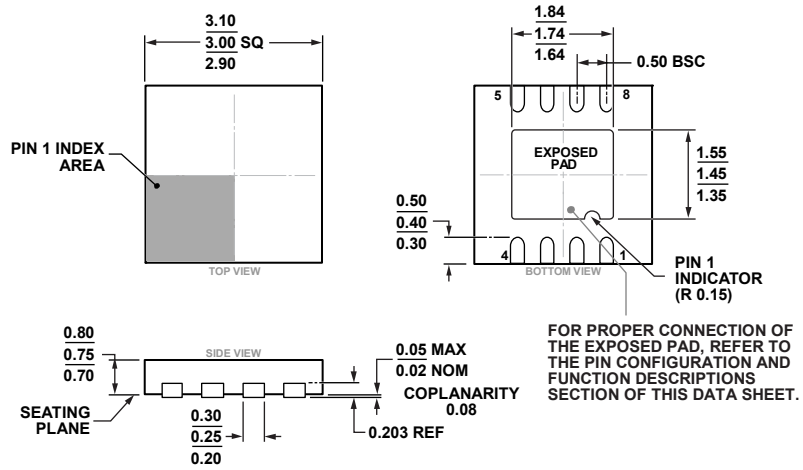 3.10
3.00 SQ
2.90
1.84
1.74
1.64
0.50 BSC
PIN 1 INDEX
AREA
5
8
EXPOSED
PAD
1.55
1.45
1.35
0.50
0.40
0.30
4
1
TOP VIEW
BOTTOM VIEW
PIN 1
INDICATOR
(R 0.15)
FOR PROPER CONNECTION OF
THE EXPOSED PAD, REFER TO
THE PIN CONFIGURATION AND
FUNCTION DESCRIPTIONS
SECTION OF THIS DATA SHEET.
0.80
0.75
0.70
SIDE VIEW
0.05 MAX
0.02 NOM
COPLANARITY
0.08
SEATING
PLANE
0.30
0.25
0.20
0.203 REF